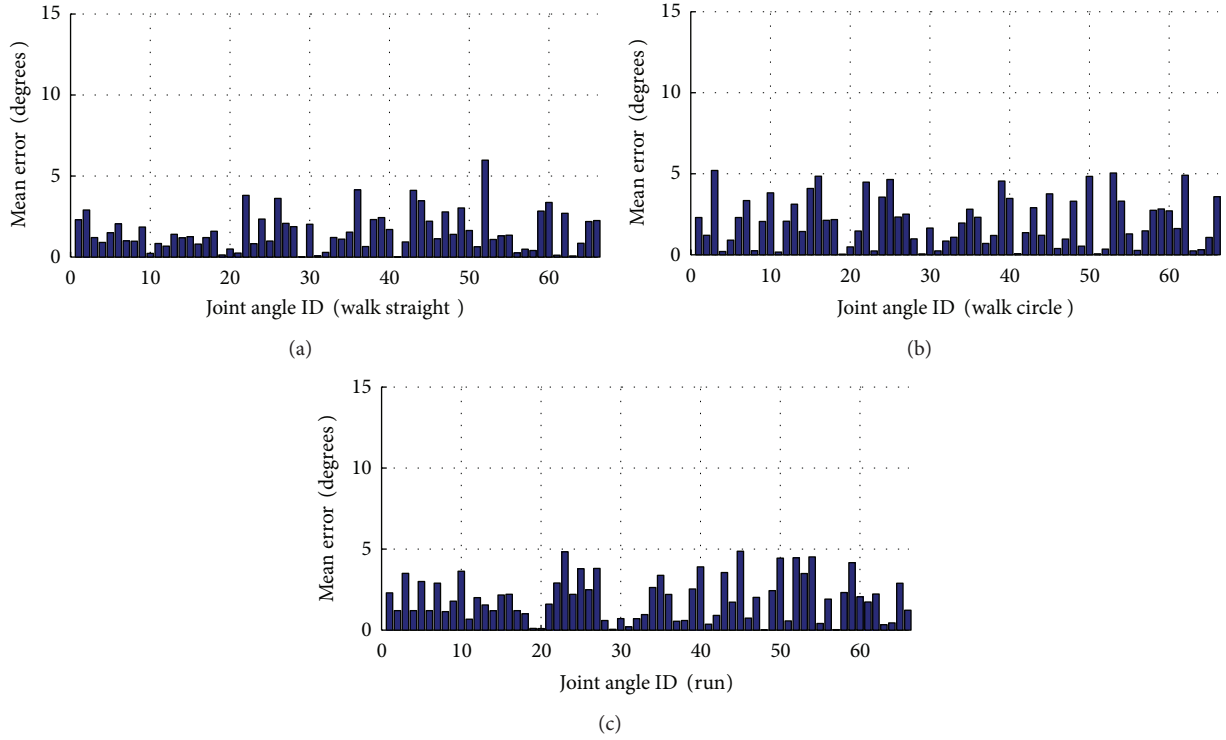 15
10
5
0
Mean error (degrees)
0 10 20 30 40 50 60
Joint angle ID (walk straight)
(a)
15
10
5
0
Mean error (degrees)
0 10 20 30 40 50 60
Joint angle ID (walk circle)
(b)
15
10
5
0
Mean error (degrees)
0 10 20 30 40 50 60
Joint angle ID (run)
(c)